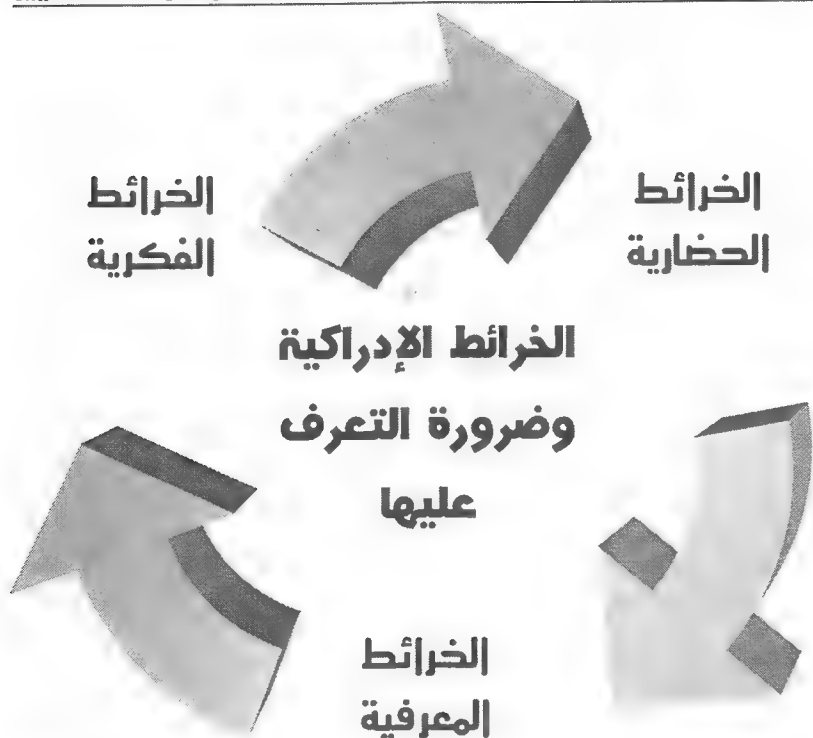 الخرائط
الحضارية
الخرائط
الفكرية
الخرائط الإدراكية
وضرورة التعرف
عليها
الخرائط
المعرفية